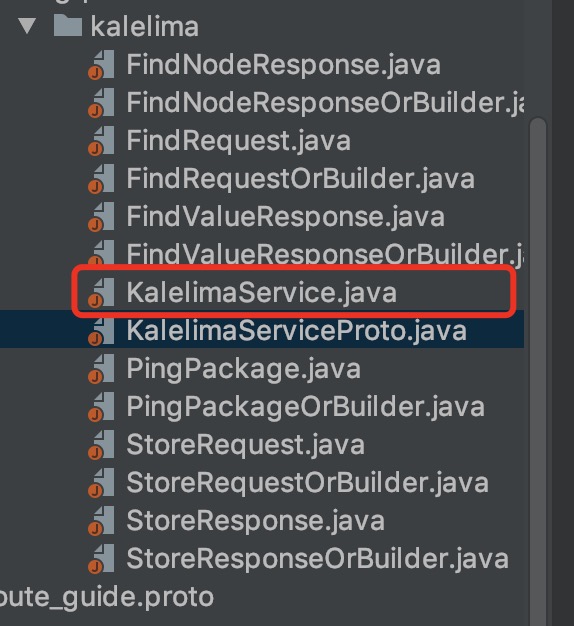 kalelima
FindNodeResponse.java
FindNodeResponseOrBuilder.ja
FindRequest.java
FindRequestOrBuilder.java
FindValueResponse.java
FindValueResponseOrBuilder.j
KalelimaService.java
KalelimaServiceProto.java
PingPackage.java
PingPackageOrBuilder.java
StoreRequest.java
StoreRequestOrBuilder.java
StoreResponse.java
StoreResponseOrBuilder.java
oute_guide.proto